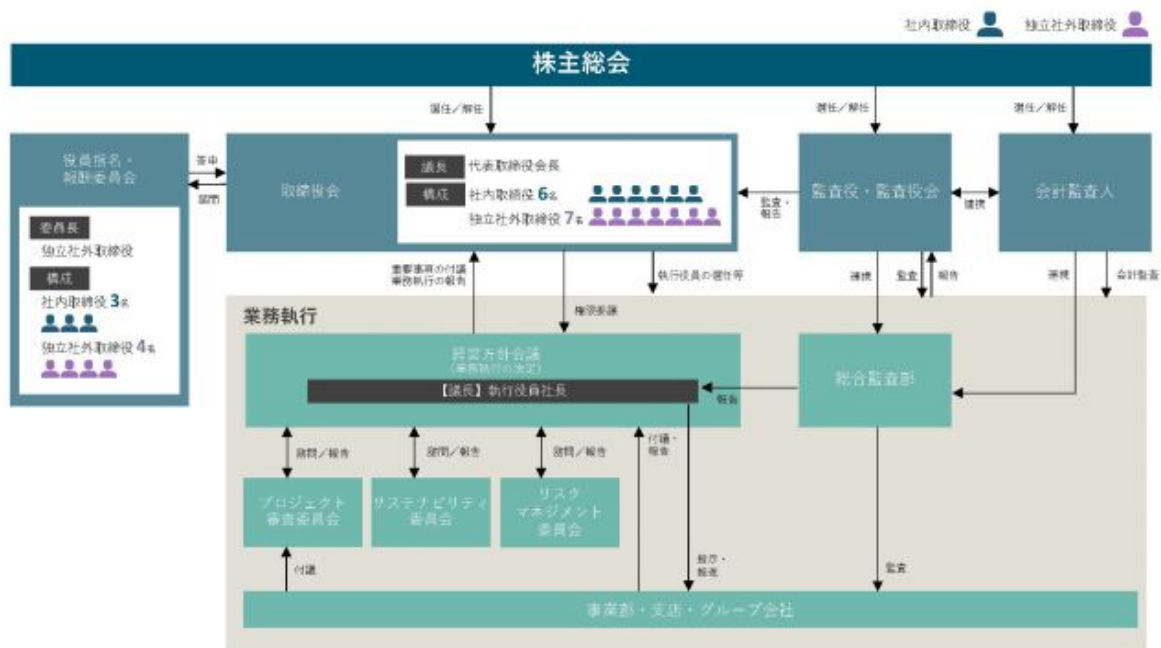 社内取締役
独立社外取締役
株主総会
選任／解任
選任／解任
選任／解任
役員指名・
報酬委員会
答申
諮問
委員長
独立社外取締役
構成
社内取締役 3名
独立社外取締役 4名
取締役会
議長 代表取締役会長
構成 社内取締役 6名
独立社外取締役 7名
監査・
報告
監査役・監査役会
連携
会計監査人
重要事項の付議
業務執行の報告
権限委譲
執行役員の選任等
連携
監査
報告
連携
会計監査
業務執行
経営方針会議
(業務執行の決定)
【議長】執行役員社長
報告
総合監査部
諮問／報告
諮問／報告
諮問／報告
付議・
報告
プロジェクト
審査委員会
サステナビリティ
委員会
リスク
マネジメント
委員会
付議
指示・
監査
事業部・支店・グループ会社